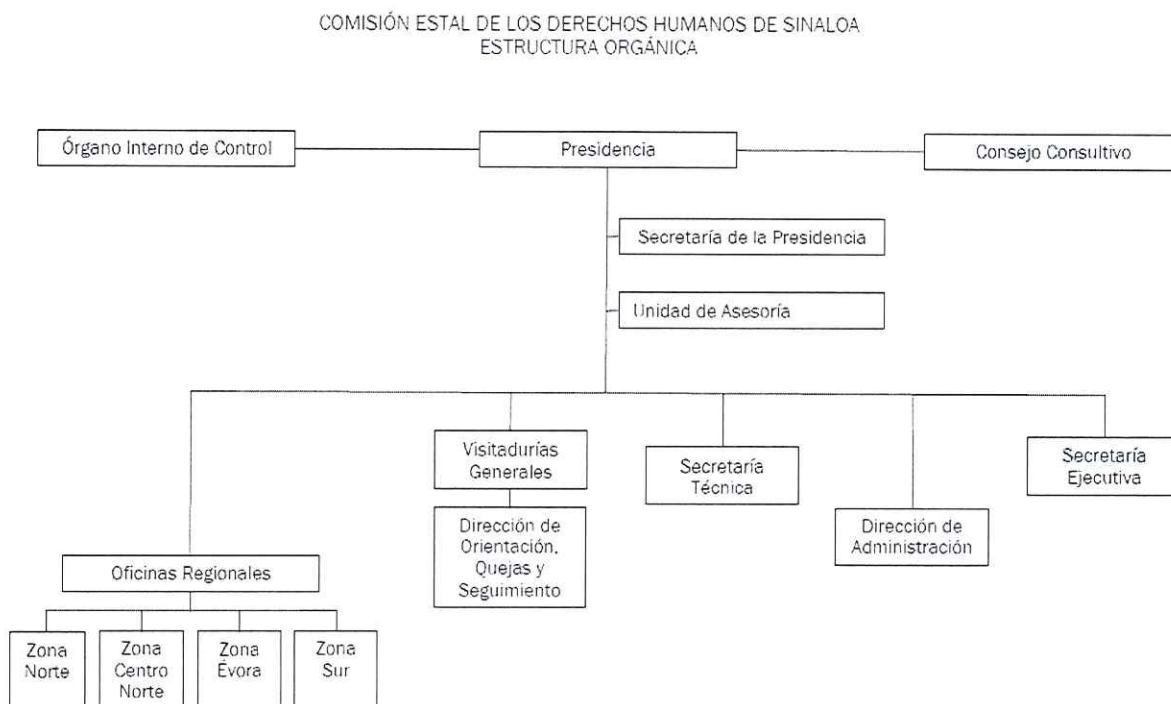 COMISIÓN ESTAL DE LOS DERECHOS HUMANOS DE SINALOA
ESTRUCTURA ORGÁNICA
Órgano Interno de Control
Presidencia
Consejo Consultivo
Secretaría de la Presidencia
Unidad de Asesoría
Visitadurías
Generales
Secretaría
Técnica
Secretaría
Ejecutiva
Dirección de
Orientación,
Quejas y
Seguimiento
Dirección de
Administración
Oficinas Regionales
Zona
Norte
Zona
Centro
Norte
Zona
Évora
Zona
Sur